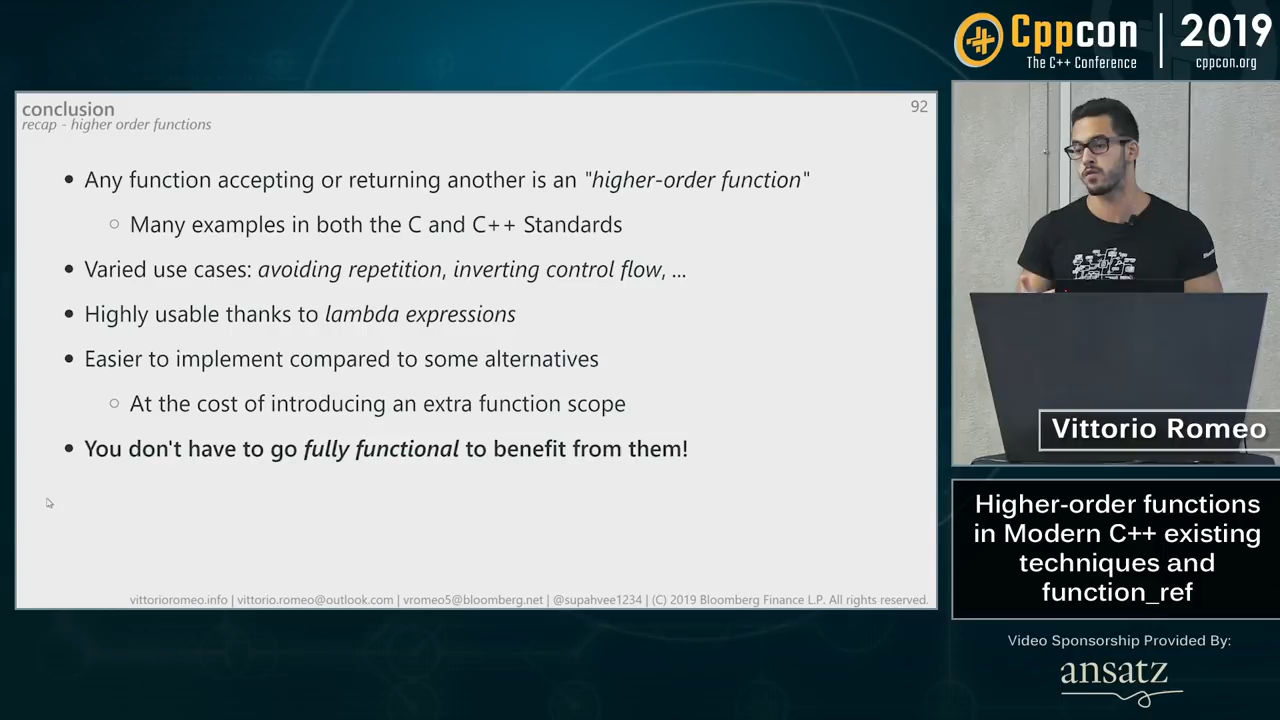 Cppcon | 2019
The C++ Conference
cppcon.org
conclusion
recap - higher order functions
92
• Any function accepting or returning another is an "higher-order function"
○ Many examples in both the C and C++ Standards
• Varied use cases: avoiding repetition, inverting control flow, ...
• Highly usable thanks to lambda expressions
• Easier to implement compared to some alternatives
○ At the cost of introducing an extra function scope
• You don't have to go fully functional to benefit from them!
vittorioromeo.info | vittorio.romeo@outlook.com | vromeo5@bloomberg.net | @supahvee1234 | (C) 2019 Bloomberg Finance L.P. All rights reserved.
Vittorio Romeo
Higher-order functions
in Modern C++ existing
techniques and
function_ref
Video Sponsorship Provided By:
ansatz